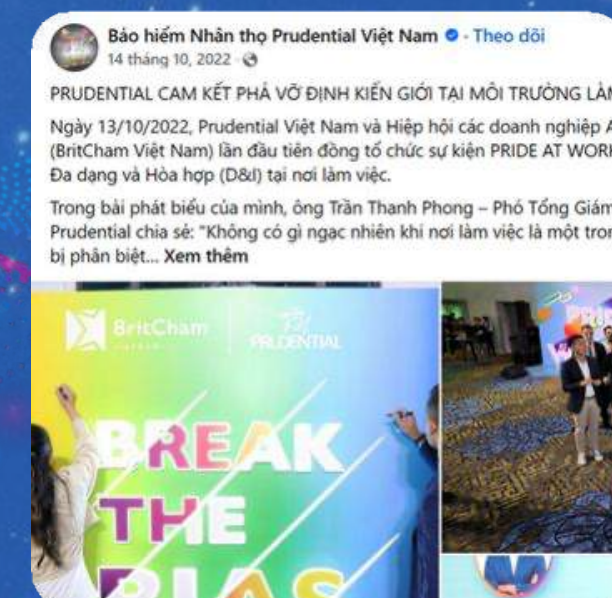 Bảo hiểm Nhân thọ Prudential Việt Nam · Theo dõi
14 tháng 10, 2022 ·
PRUDENTIAL CAM KẾT PHÁ VỠ ĐỊNH KIẾN GIỚI TẠI MÔI TRƯỜNG LÀM
Ngày 13/10/2022, Prudential Việt Nam và Hiệp hội các doanh nghiệp A
(BritCham Việt Nam) lần đầu tiên đồng tổ chức sự kiện PRIDE AT WORK
Đa dạng và Hòa hợp (D&I) tại nơi làm việc.
Trong bài phát biểu của mình, ông Trần Thanh Phong – Phó Tổng Giám
Prudential chia sẻ: "Không có gì ngạc nhiên khi nơi làm việc là một tron
bị phân biệt... Xem thêm
BritCham
PRUDENTIAL
BREAK
THE
BIAS